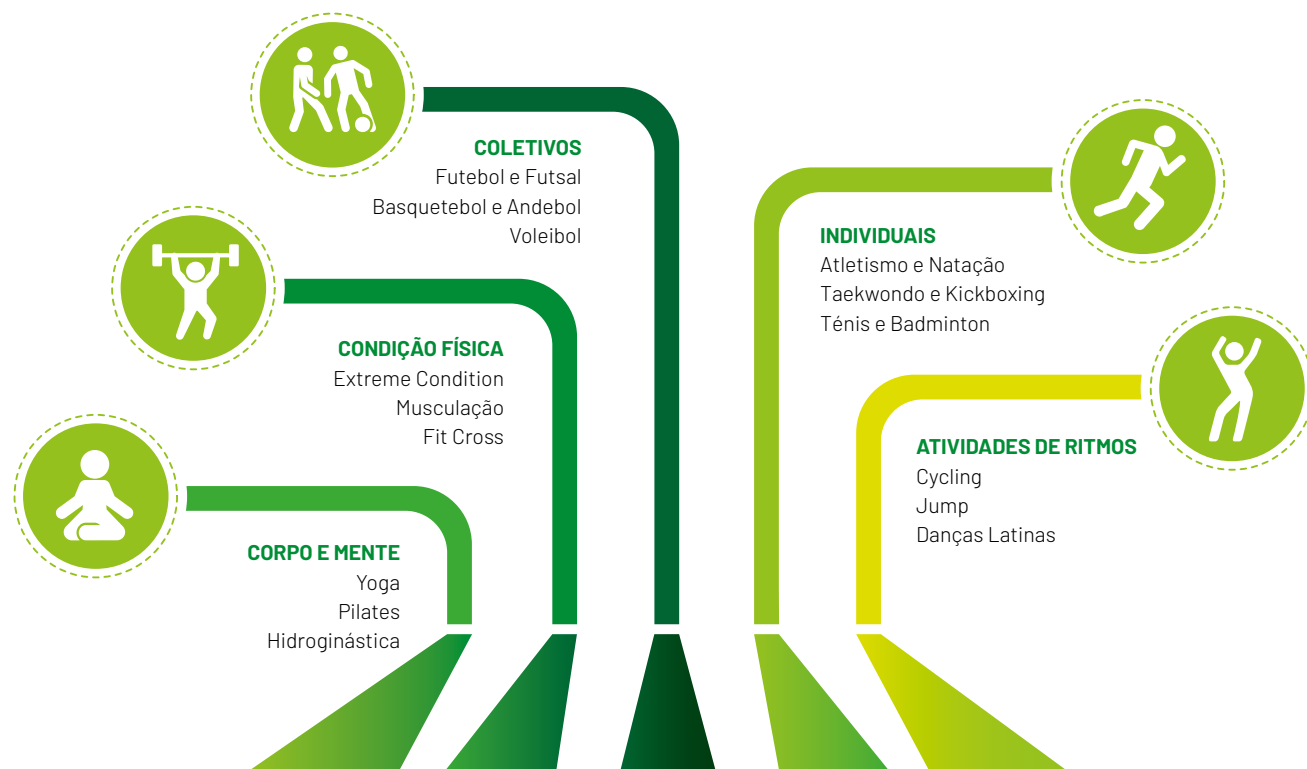 COLETIVOS
Futebol e Futsal
Basquetebol e Andebol
Voleibol
INDIVIDUAIS
Atletismo e Natação
Taekwondo e Kickboxing
Ténis e Badminton
CONDIÇÃO FÍSICA
Extreme Condition
Musculação
Fit Cross
ATIVIDADES DE RITMOS
Cycling
Jump
Danças Latinas
CORPO E MENTE
Yoga
Pilates
Hidroginástica